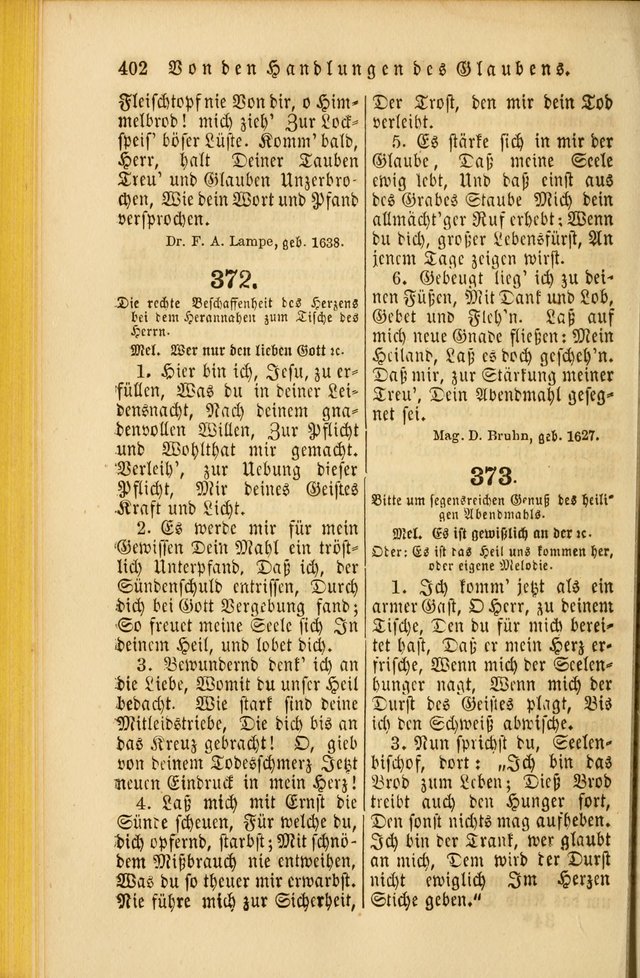 402 Von den Handlungen des Glaubens.
Fleischtopf nie Von dir, o Him-
melbrod! mich zieh' Zur Lock-
speis' böser Lüste. Komm' bald,
Herr, halt Deiner Tauben
Treu' und Glauben Unzerbro-
chen, Wie dein Wort und Pfand
versprochen.
Dr. F. A. Lampe, geb. 1638.
372.
Die rechte Beschaffenheit des Herzens
bei dem Herannahen zum Tische des
Herrn.
Mel. Wer nur den lieben Gott ꝛc.
1. Hier bin ich, Jesu, zu er-
füllen, Was du in deiner Lei-
densnacht, Nach deinem gna-
denvollen Willen, Zur Pflicht
und Wohlthat mir gemacht.
Verleih', zur Uebung dieser
Pflicht, Mir deines Geistes
Kraft und Licht.
2. Es werde mir für mein
Gewissen Dein Mahl ein tröst-
lich Unterpfand, Daß ich, der
Sündenschuld entrissen, Durch
dich bei Gott Vergebung fand;
So freuet meine Seele sich In
deinem Heil, und lobet dich.
3. Bewundernd denk' ich an
die Liebe, Womit du unser Heil
bedacht. Wie stark sind deine
Mitleidstriebe, Die dich bis an
das Kreuz gebracht! O, gieb
von deinem Todesschmerz Jetzt
neuen Eindruck in mein Herz!
4. Laß mich mit Ernst die
Sünde scheuen, Für welche du,
dich opfernd, starbst; Mit schnö-
dem Mißbrauch nie entweihen,
Was du so theuer mir erwarbst.
Nie führe mich zur Sicherheit,
Der Trost, den mir dein Tod
verleibt.
5. Es stärke sich in mir der
Glaube, Daß meine Seele
ewig lebt, Und daß einst aus
des Grabes Staube Mich dein
allmächt'ger Ruf erhebt; Wenn
du dich, großer Lebensfürst, An
jenem Tage zeigen wirst.
6. Gebeugt lieg' ich zu dei-
nen Füßen, Mit Dank und Lob,
Gebet und Fleh'n. Laß auf
mich neue Gnade fließen: Mein
Heiland, Laß es doch gescheh'n.
Daß mir, zur Stärkung meiner
Treu', Dein Abendmahl geseg-
net sei.
Mag. D. Bruhn, geb. 1627.
373.
Bitte um segensreichen Genuß des heili-
gen Abendmahls.
Mel. Es ist gewißlich an der ꝛc.
Oder: Es ist das Heil uns kommen her,
oder eigene Melodie.
1. Ich komm' jetzt als ein
armer Gast, O Herr, zu deinem
Tische, Den du für mich berei-
tet hast, Daß er mein Herz er-
frische, Wenn mich der Seelen-
hunger nagt, Wenn mich der
Durst des Geistes plagt, Bis
ich den Schweiß abwische.
3. Nun sprichst du, Seelen-
bischof, dort: „Ich bin das
Brod zum Leben; Dieß Brod
treibt auch den Hunger fort,
Den sonst nichts mag aufheben.
Ich bin der Trank, wer glaubt
an mich, Dem wird der Durst
nicht ewiglich Im Herzen
Stiche geben."